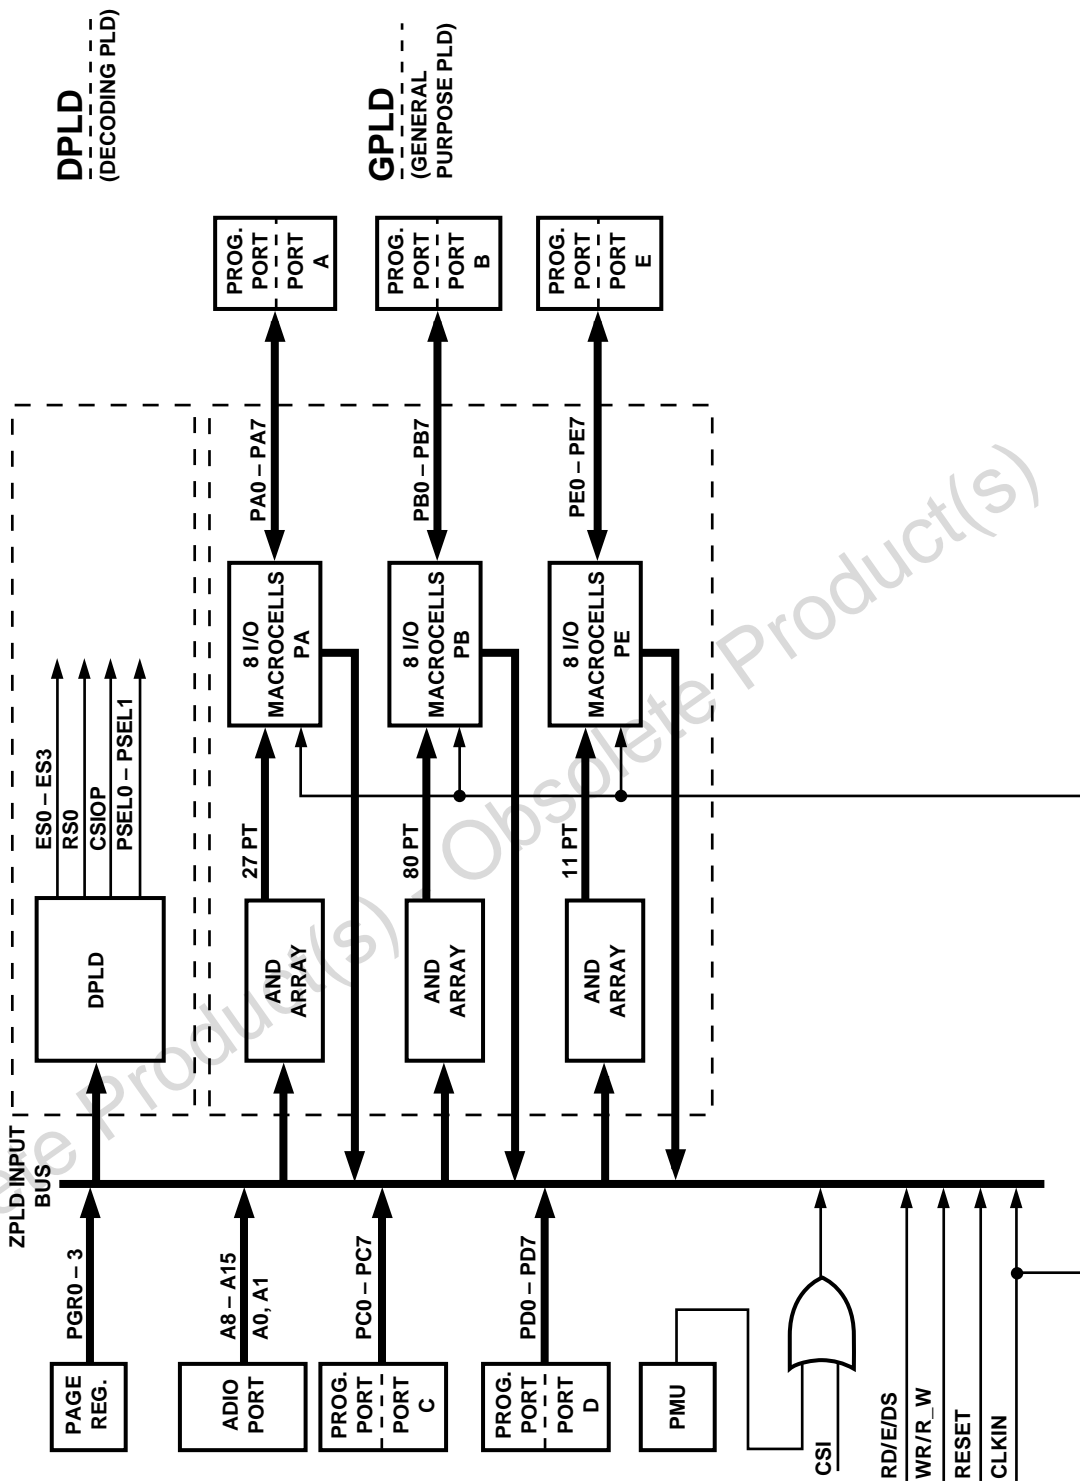 DPLD
(DECODING PLD)
GPLD
(GENERAL
PURPOSE PLD)
PROG.
PORT
PORT
A
PROG.
PORT
PORT
B
PROG.
PORT
PORT
E
PA0 – PA7
PB0 – PB7
PE0 – PE7
8 I/O
MACROCELLS
PA
8 I/O
MACROCELLS
PB
8 I/O
MACROCELLS
PE
ES0 – ES3
RS0
CSIOP
PSEL0 – PSEL1
27 PT
80 PT
11 PT
DPLD
AND
ARRAY
AND
ARRAY
AND
ARRAY
ZPLD INPUT
BUS
PGR0 – 3
A8 – A15
A0, A1
PC0 – PC7
PD0 – PD7
PAGE
REG.
ADIO
PORT
PROG.
PORT
PORT
C
PROG.
PORT
PORT
D
PMU
CSI
RD/E/DS
WR/R_W
RESET
CLKIN
Product(s) - Obsolete Product(s)